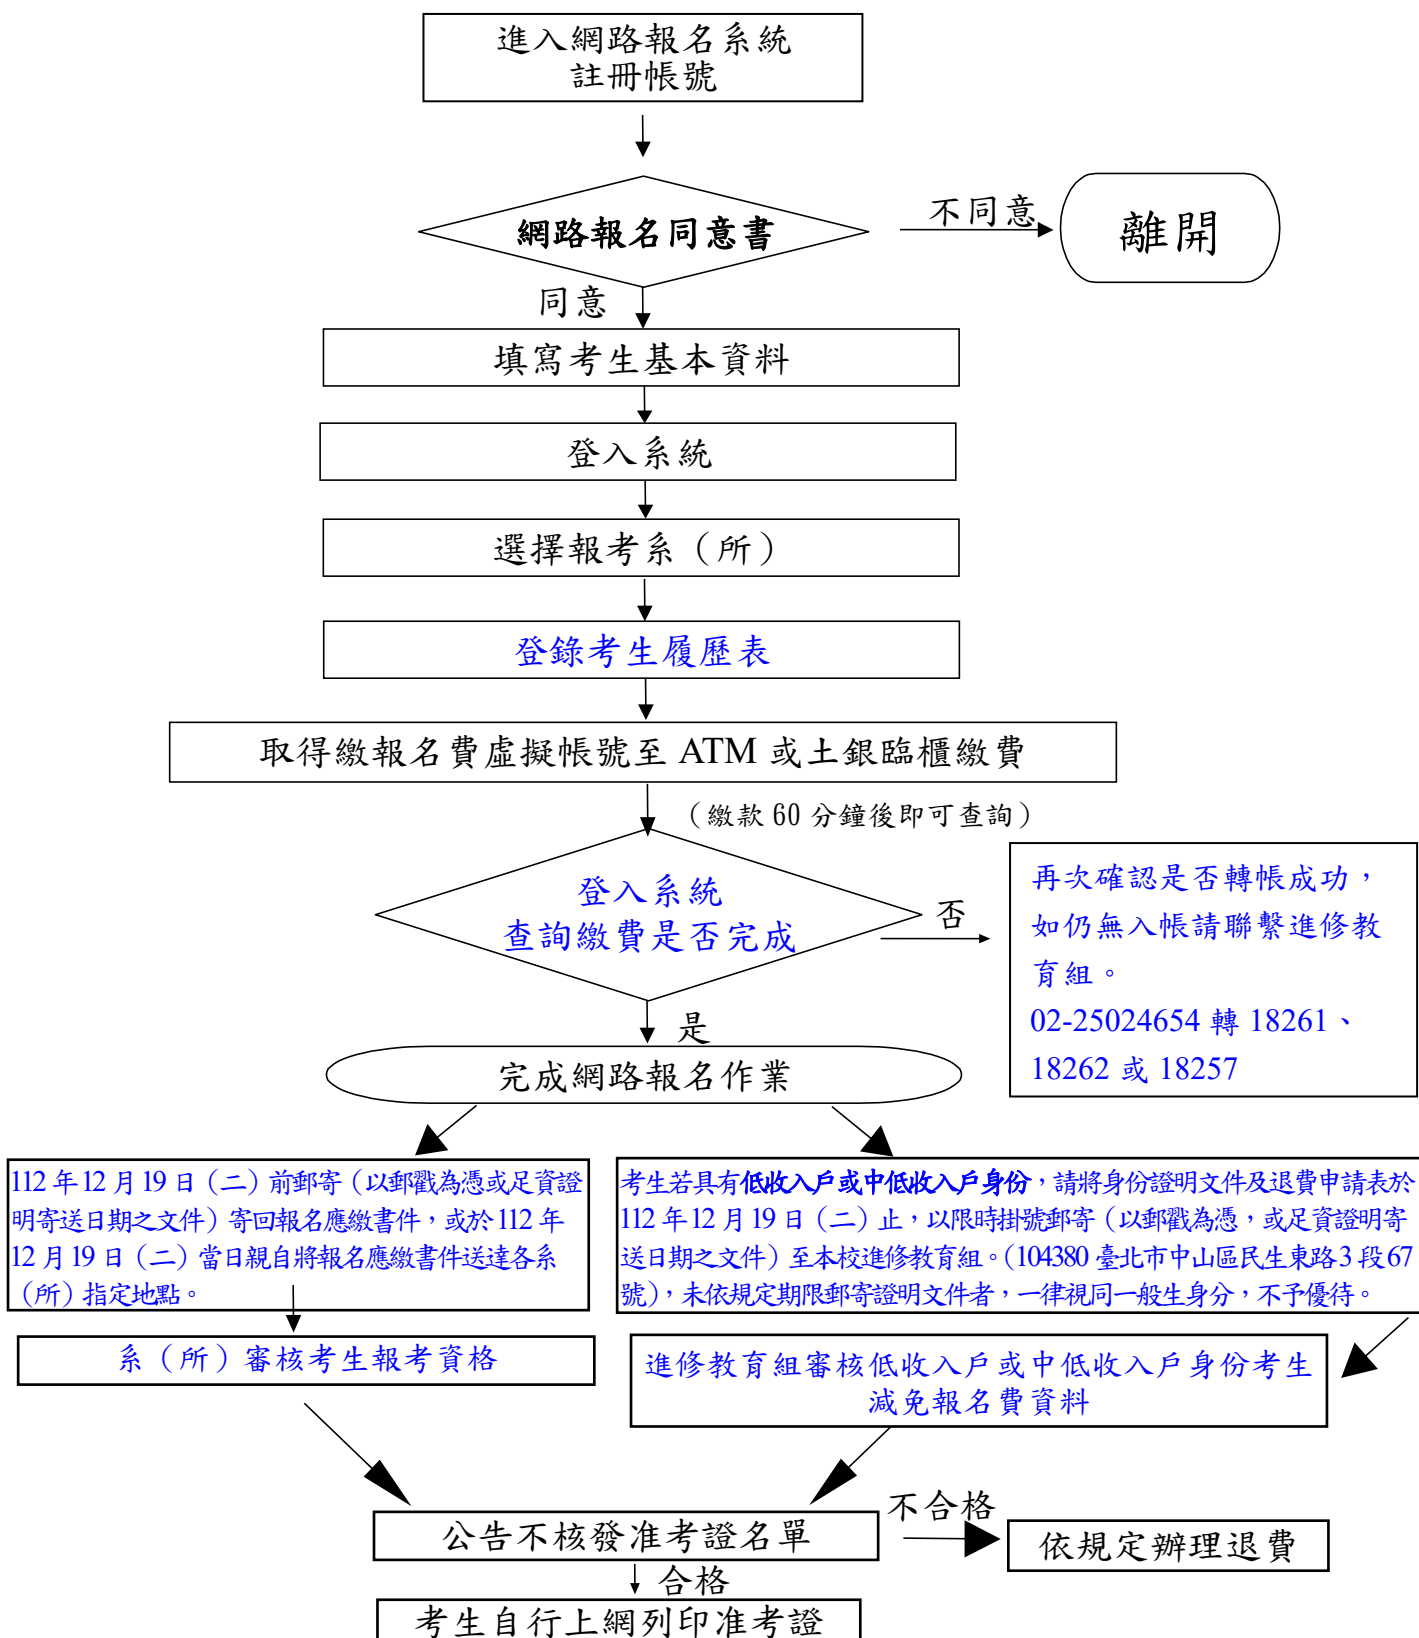 進入網路報名系統
註冊帳號
網路報名同意書
不同意
離開
同意
填寫考生基本資料
登入系統
選擇報考系（所）
登錄考生履歷表
取得繳報名費虛擬帳號至 ATM 或土銀臨櫃繳費
（繳款 60 分鐘後即可查詢）
登入系統
查詢繳費是否完成
否
再次確認是否轉帳成功，
如仍無入帳請聯繫進修教
育組。
02-25024654 轉 18261、
18262 或 18257
是
完成網路報名作業
112 年 12 月 19 日（二）前郵寄（以郵戳為憑或足資證
明寄送日期之文件）寄回報名應繳書件，或於 112 年
12 月 19 日（二）當日親自將報名應繳書件送達各系
（所）指定地點。
考生若具有低收入戶或中低收入戶身份，請將身份證明文件及退費申請表於
112 年 12 月 19 日（二）止，以限時掛號郵寄（以郵戳為憑，或足資證明寄
送日期之文件）至本校進修教育組。(104380 臺北市中山區民生東路 3 段 67
號)，未依規定期限郵寄證明文件者，一律視同一般生身分，不予優待。
系（所）審核考生報考資格
進修教育組審核低收入戶或中低收入戶身份考生
減免報名費資料
公告不核發准考證名單
不合格
依規定辦理退費
合格
考生自行上網列印准考證